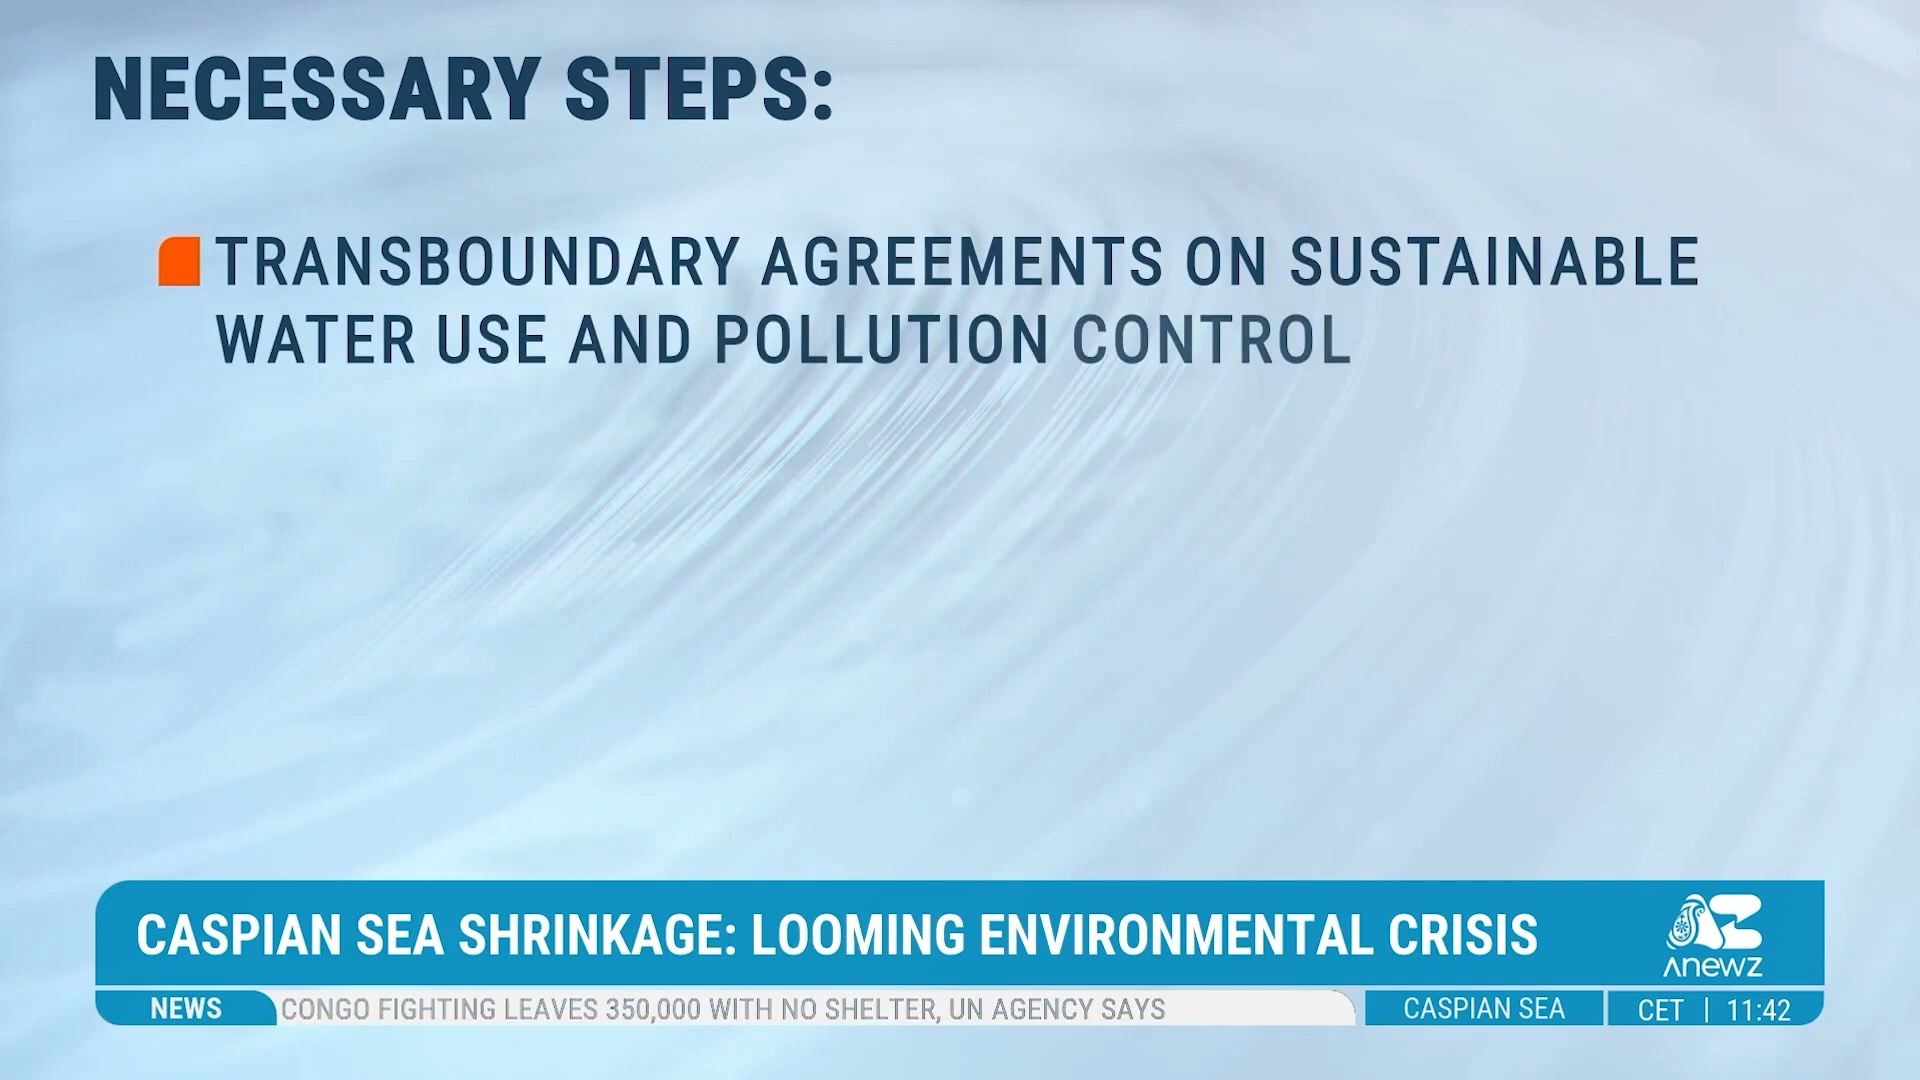 NECESSARY STEPS:
TRANSBOUNDARY AGREEMENTS ON SUSTAINABLE
WATER USE AND POLLUTION CONTROL
CASPIAN SEA SHRINKAGE: LOOMING ENVIRONMENTAL CRISIS
ANEWZ
NEWS
CONGO FIGHTING LEAVES 350,000 WITH NO SHELTER, UN AGENCY SAYS
CASPIAN SEA
CET | 11:42